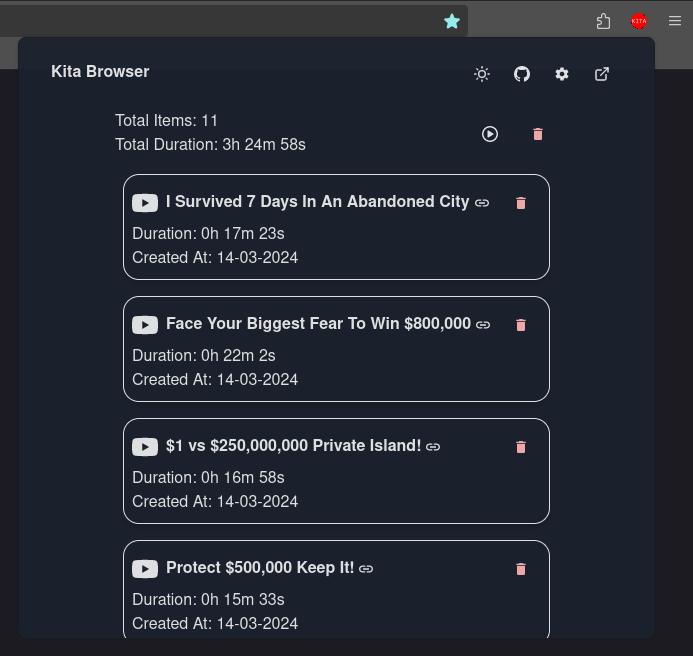 KITA
Kita Browser
Total Items: 11
Total Duration: 3h 24m 58s
I Survived 7 Days In An Abandoned City
Duration: 0h 17m 23s
Created At: 14-03-2024
Face Your Biggest Fear To Win $800,000
Duration: 0h 22m 2s
Created At: 14-03-2024
$1 vs $250,000,000 Private Island!
Duration: 0h 16m 58s
Created At: 14-03-2024
Protect $500,000 Keep It!
Duration: 0h 15m 33s
Created At: 14-03-2024